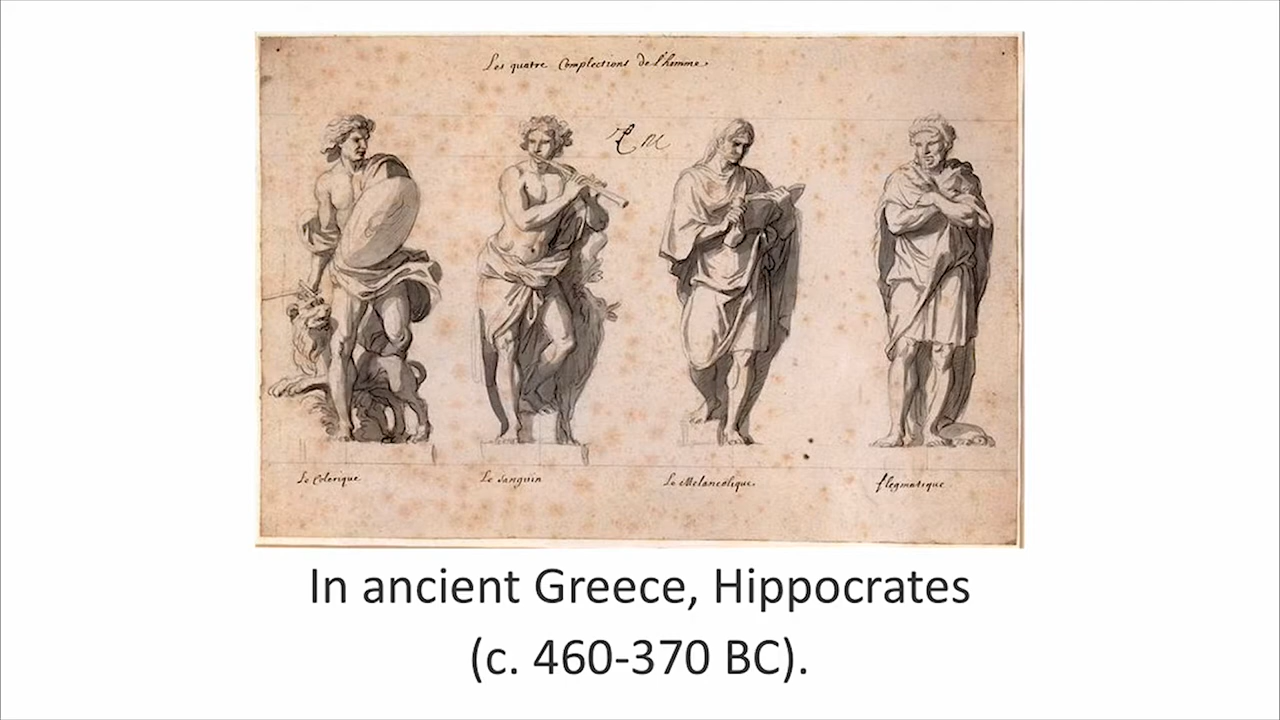 Les quatre Complections de l'homme.
Le Colerique
Le Sanguin
Le Melancolique.
flegmatique
In ancient Greece, Hippocrates
(c. 460-370 BC).